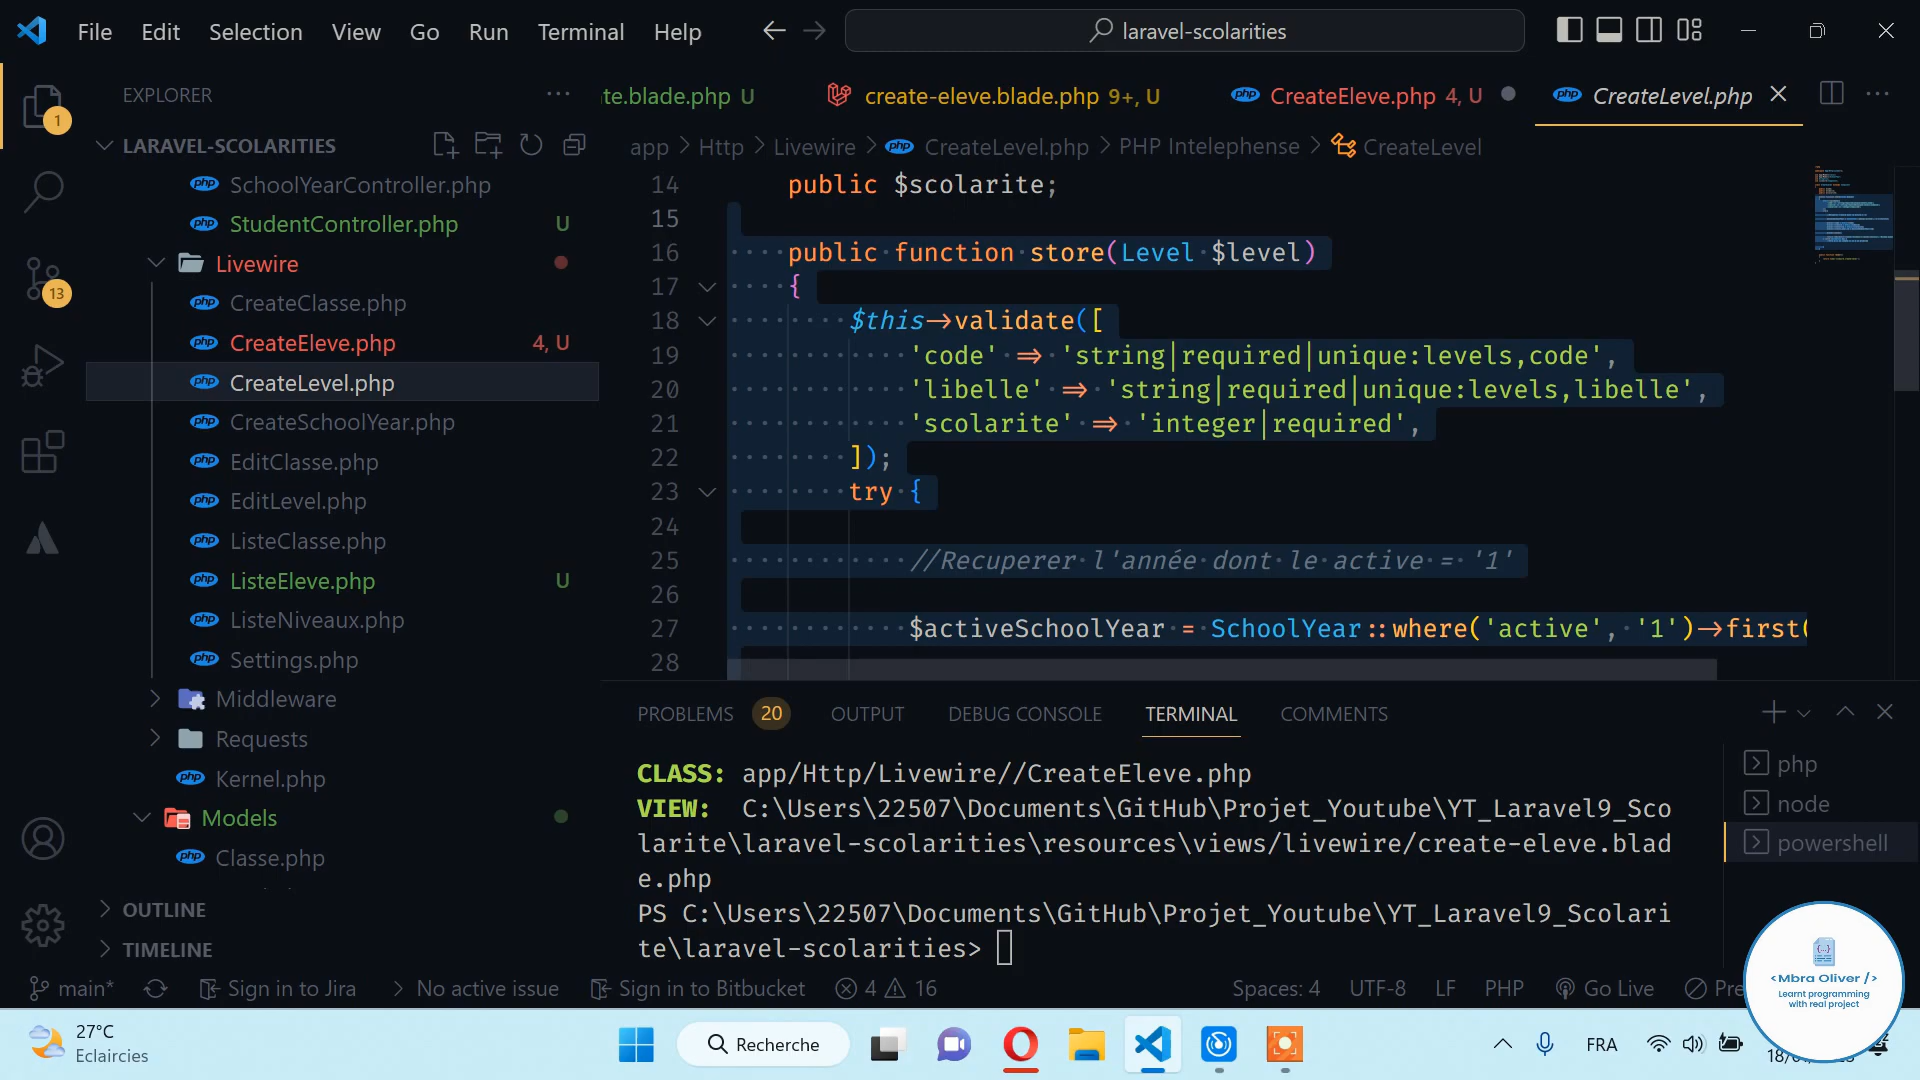 File Edit Selection View Go Run Terminal Help
laravel-scolarities
EXPLORER
te.blade.php U
create-eleve.blade.php 9+, U
CreateEleve.php 4, U
CreateLevel.php
LARAVEL-SCOLARITIES
app > Http > Livewire > CreateLevel.php > PHP Intelephense > CreateLevel
SchoolYearController.php
StudentController.php U
Livewire
CreateClasse.php
CreateEleve.php 4, U
CreateLevel.php
CreateSchoolYear.php
EditClasse.php
EditLevel.php
ListeClasse.php
ListeEleve.php U
ListeNiveaux.php
Settings.php
Middleware
Requests
Kernel.php
Models
Classe.php
OUTLINE
TIMELINE
1
13
14 public $scolarite;
15
16 public function store(Level $level)
17 {
18 $this->validate([
19 'code' => 'string|required|unique:levels,code',
20 'libelle' => 'string|required|unique:levels,libelle',
21 'scolarite' => 'integer|required',
22 ]);
23 try {
24
25 //Recuperer l'année dont le active = '1'
26
27 $activeSchoolYear = SchoolYear::where('active', '1')->first(
28
PROBLEMS 20 OUTPUT DEBUG CONSOLE TERMINAL COMMENTS
CLASS: app/Http/Livewire//CreateEleve.php
VIEW: C:\Users\22507\Documents\GitHub\Projet_Youtube\YT_Laravel9_Sco
larite\laravel-scolarities\resources\views/livewire/create-eleve.blad
e.php
PS C:\Users\22507\Documents\GitHub\Projet_Youtube\YT_Laravel9_Scolari
te\laravel-scolarities>
php
node
powershell
<Mbra Oliver />
Learnt programming
with real project
main* Sign in to Jira No active issue Sign in to Bitbucket 4 16 Spaces: 4 UTF-8 LF PHP Go Live Pre
27°C
Eclaircies
Recherche
FRA